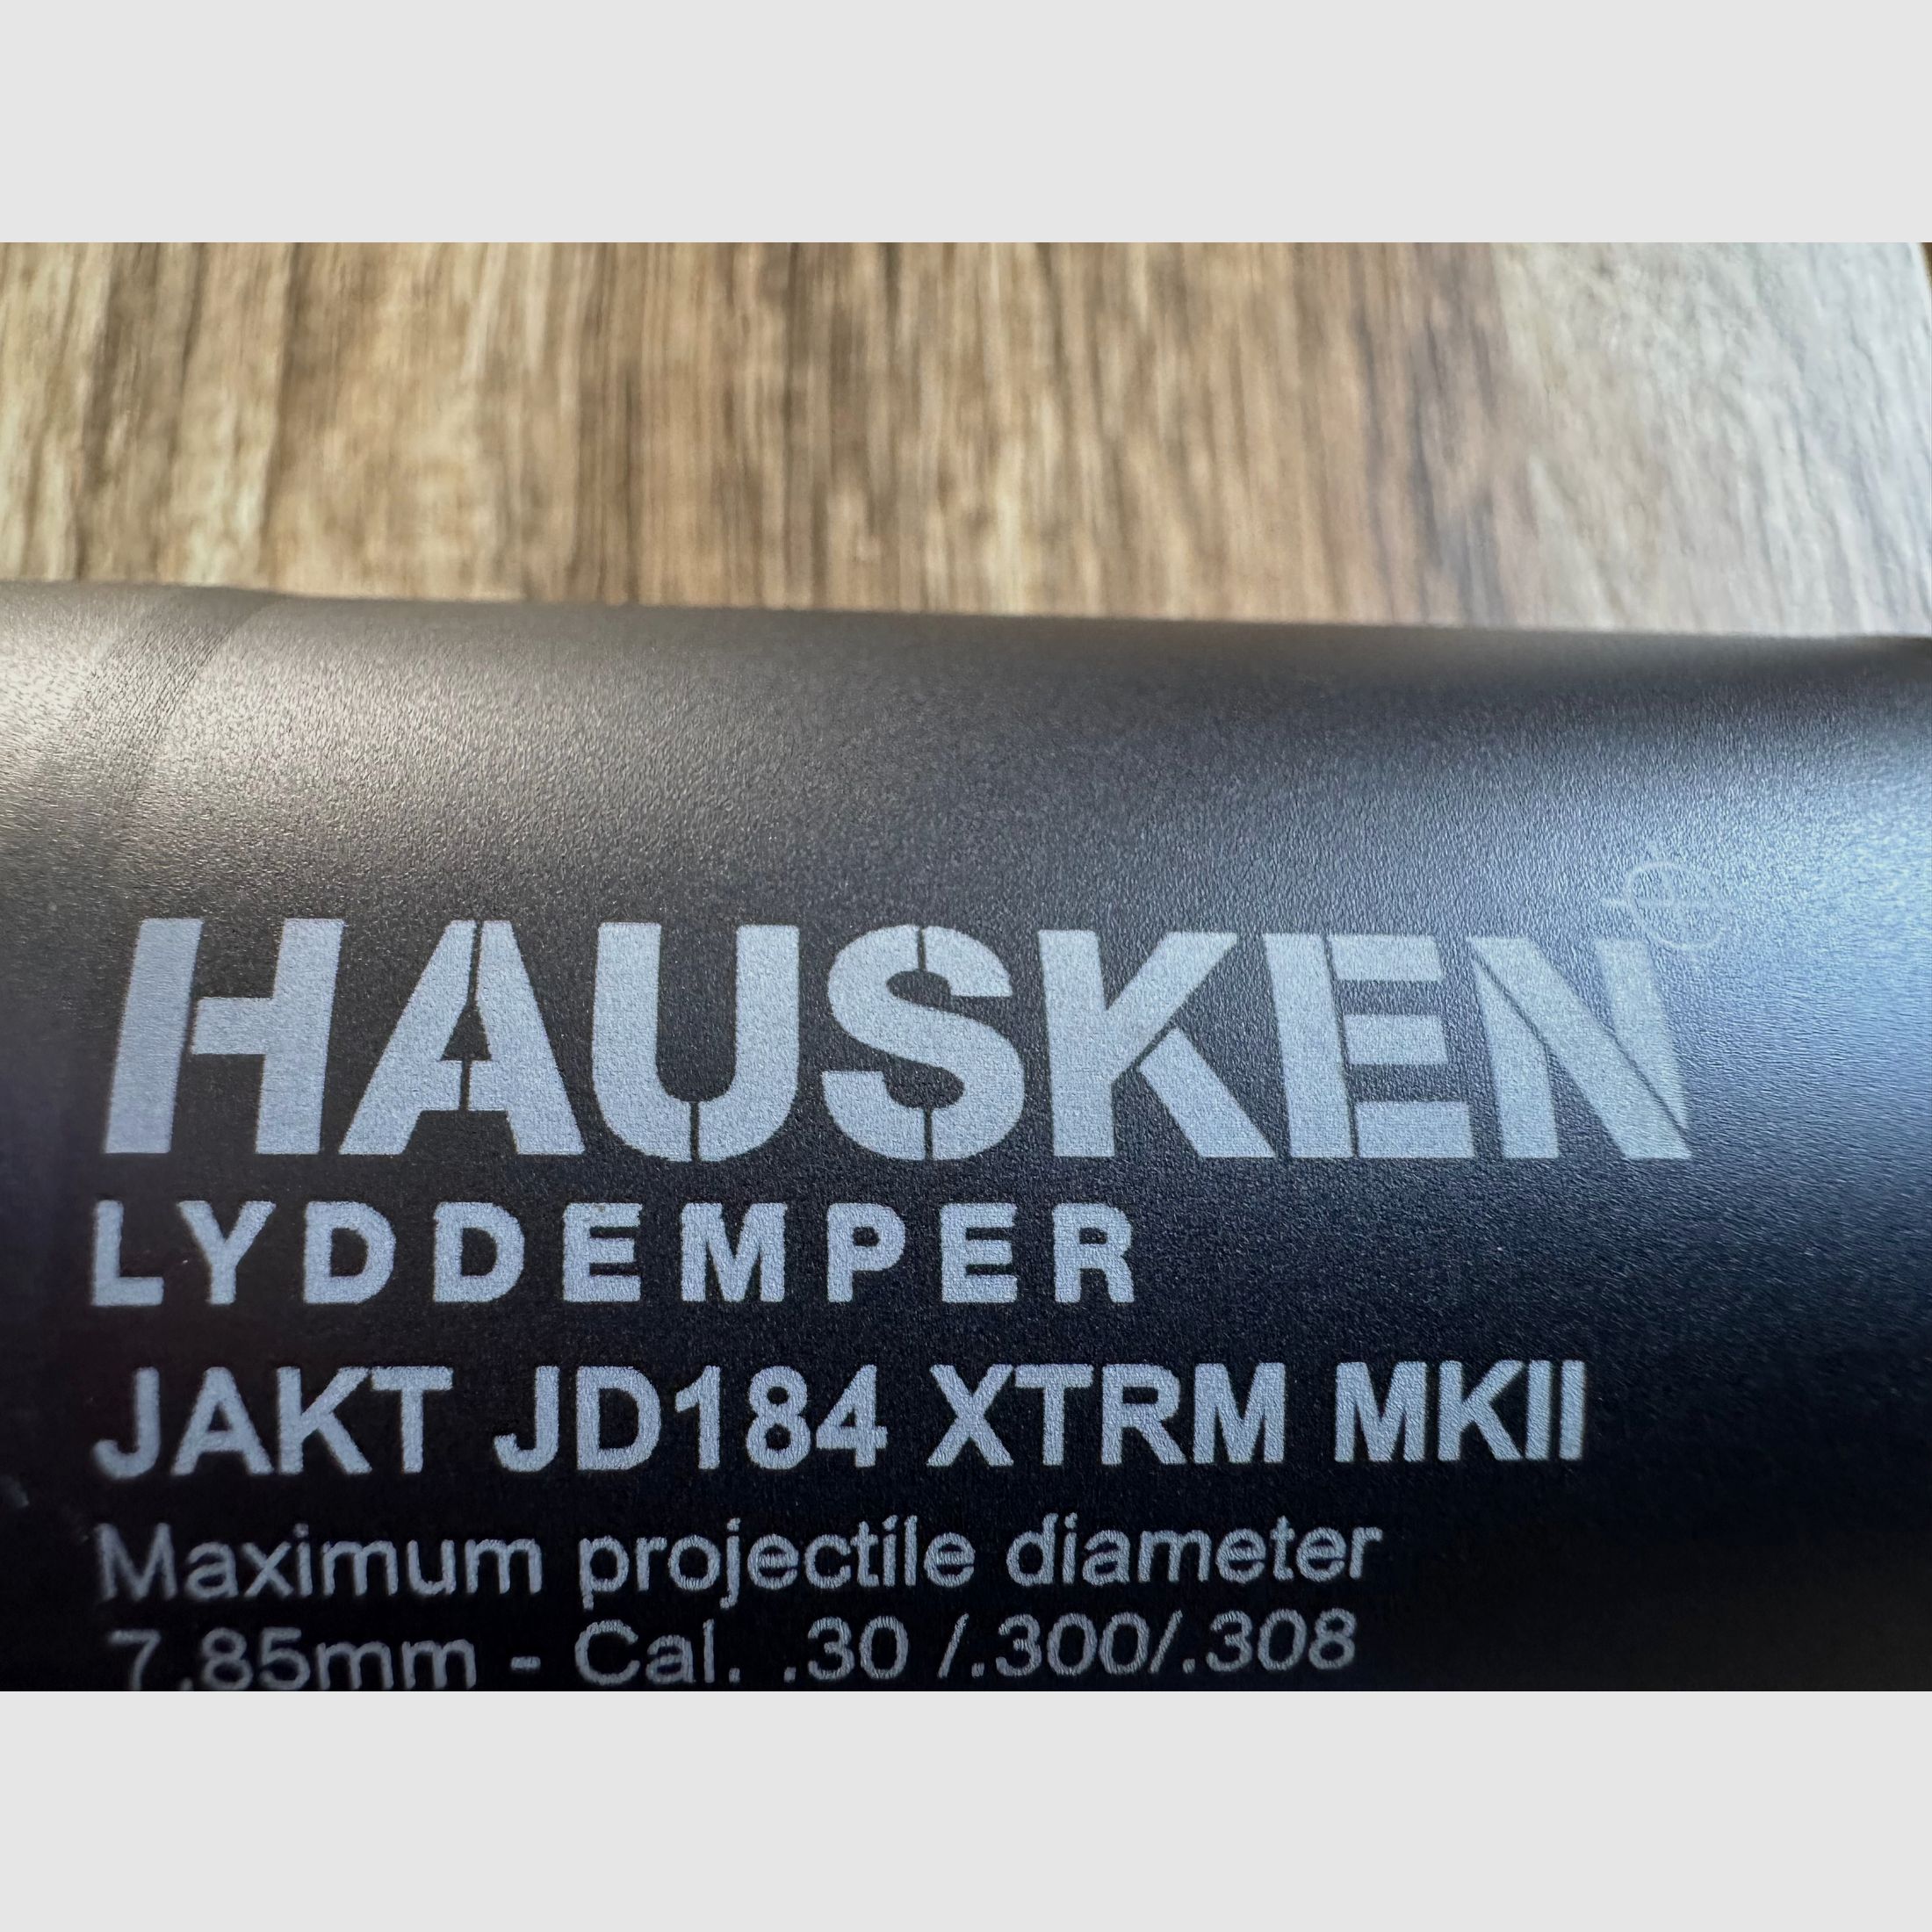 HAUSKEN
LYDDEMPER
JAKT JD184 XTRM MKII
Maximum projectile diameter
7.85mm - Cal. .30 /.300/.308